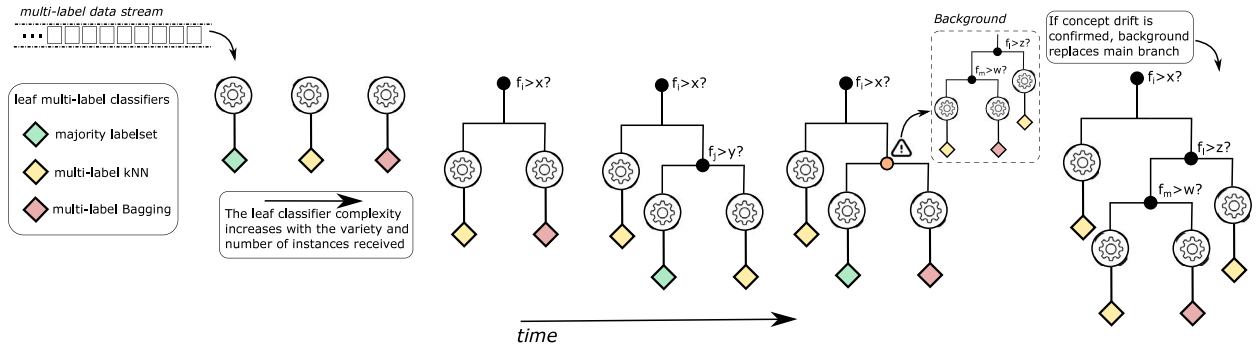 multi-label data stream
leaf multi-label classifiers
majority labelset
multi-label kNN
multi-label Bagging
The leaf classifier complexity
increases with the variety and
number of instances received
fi>x?
fi>x?
fj>y?
fi>x?
Background
fl>z?
fm>w?
If concept drift is
confirmed, background
replaces main branch
fi>x?
fl>z?
fm>w?
time